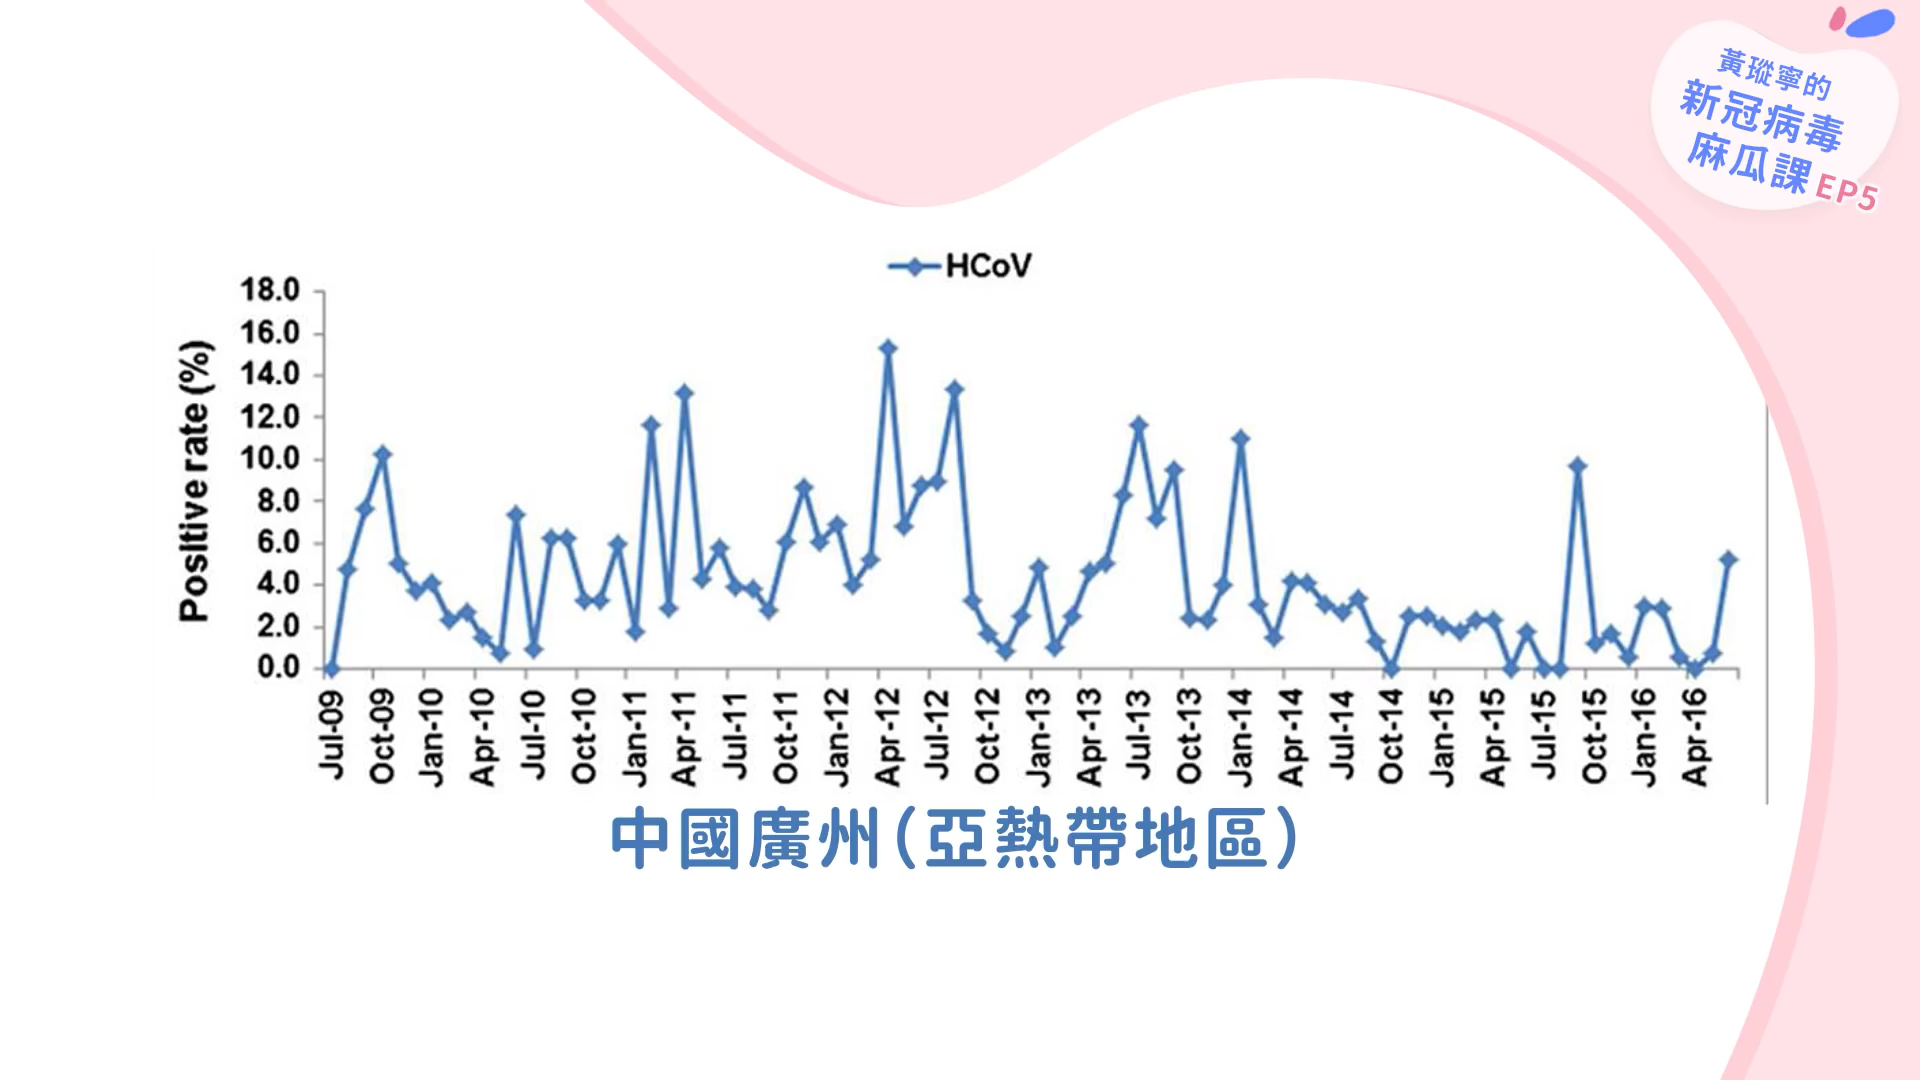 黃瑽寧的
新冠病毒
麻瓜課 EP5
HCoV
Positive rate (%)
18.0
16.0
14.0
12.0
10.0
8.0
6.0
4.0
2.0
0.0
Jul-09
Oct-09
Jan-10
Apr-10
Jul-10
Oct-10
Jan-11
Apr-11
Jul-11
Oct-11
Jan-12
Apr-12
Jul-12
Oct-12
Jan-13
Apr-13
Jul-13
Oct-13
Jan-14
Apr-14
Jul-14
Oct-14
Jan-15
Apr-15
Jul-15
Oct-15
Jan-16
Apr-16
中國廣州(亞熱帶地區)